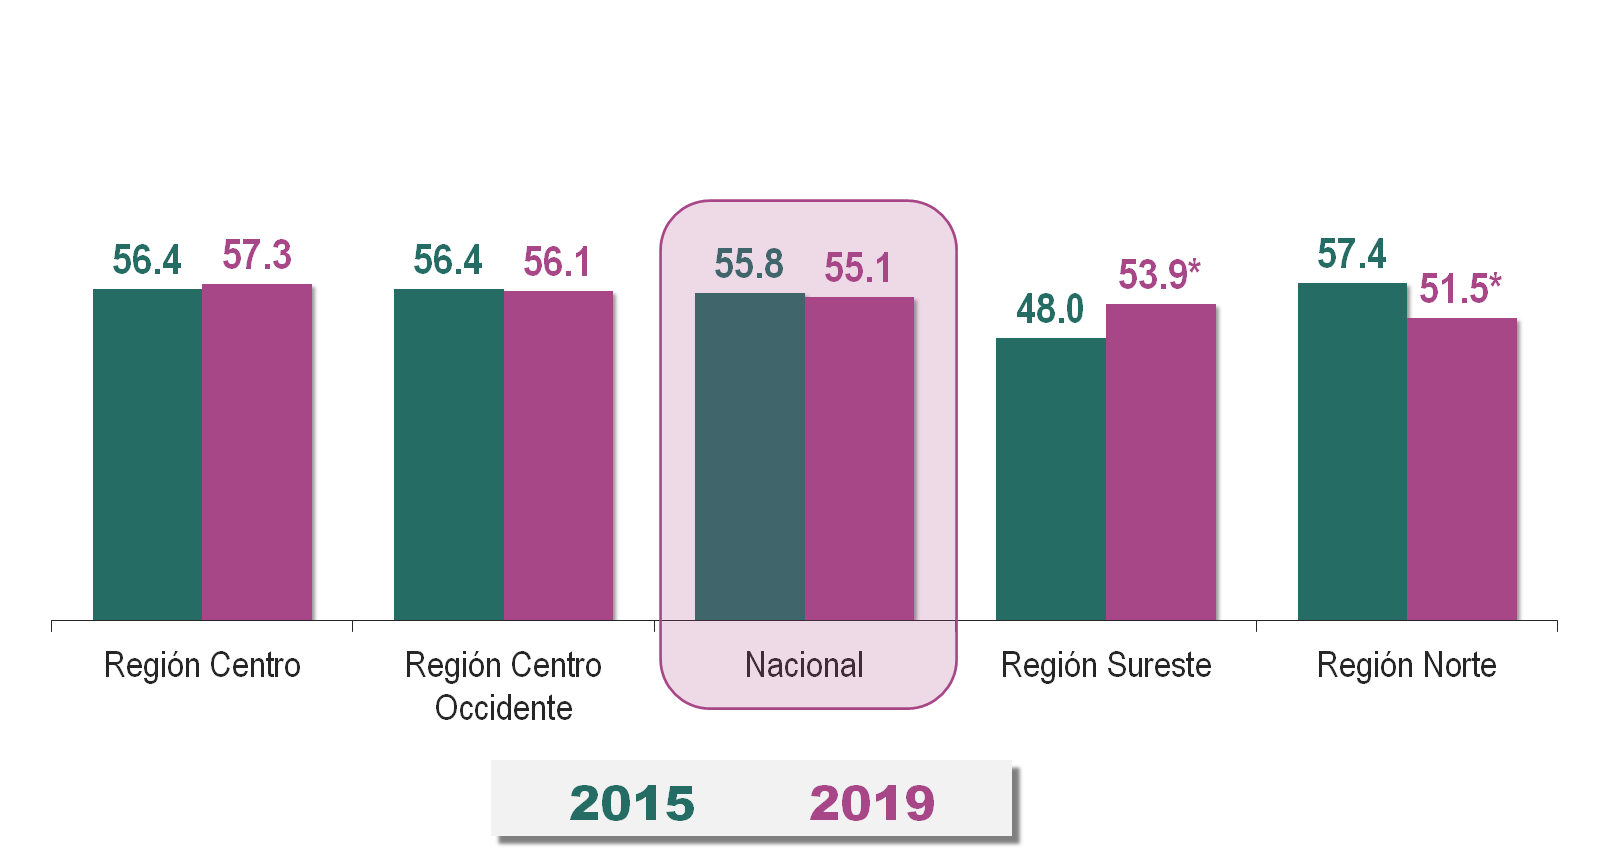 56.4
57.3
56.4
56.1
55.8
55.1
48.0
53.9*
57.4
51.5*
Región Centro
Región Centro
Occidente
Nacional
Región Sureste
Región Norte
2015
2019